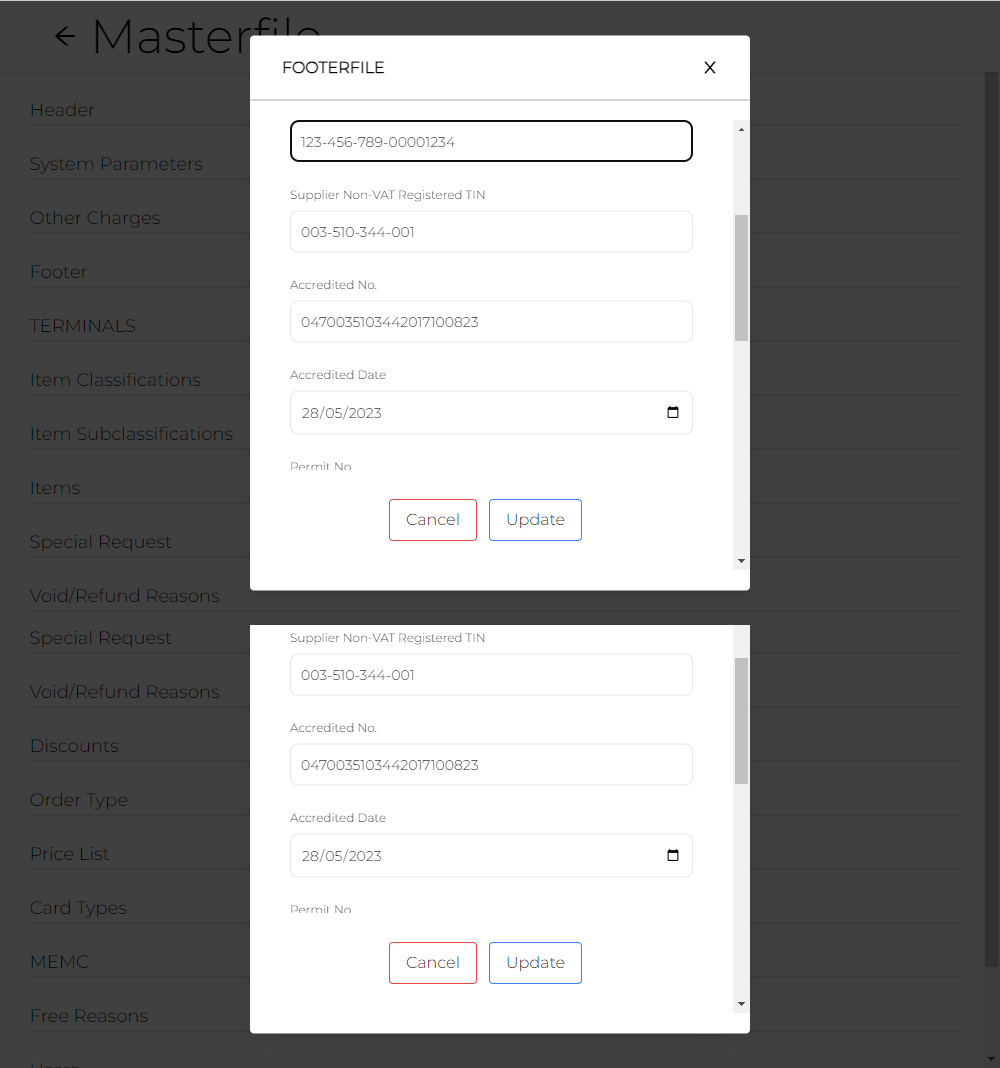 Masterfile
FOOTERFILE
X
Header
123-456-789-00001234
System Parameters
Supplier Non-VAT Registered TIN
Other Charges
003-510-344-001
Footer
Accredited No.
TERMINALS
0470035103442017100823
Item Classifications
Accredited Date
28/05/2023
Item Subclassifications
Permit No
Items
Cancel
Update
Special Request
Void/Refund Reasons
Special Request
Supplier Non-VAT Registered TIN
003-510-344-001
Void/Refund Reasons
Accredited No.
Discounts
0470035103442017100823
Order Type
Accredited Date
Price List
28/05/2023
Card Types
Permit No
MEMC
Cancel
Update
Free Reasons
Users